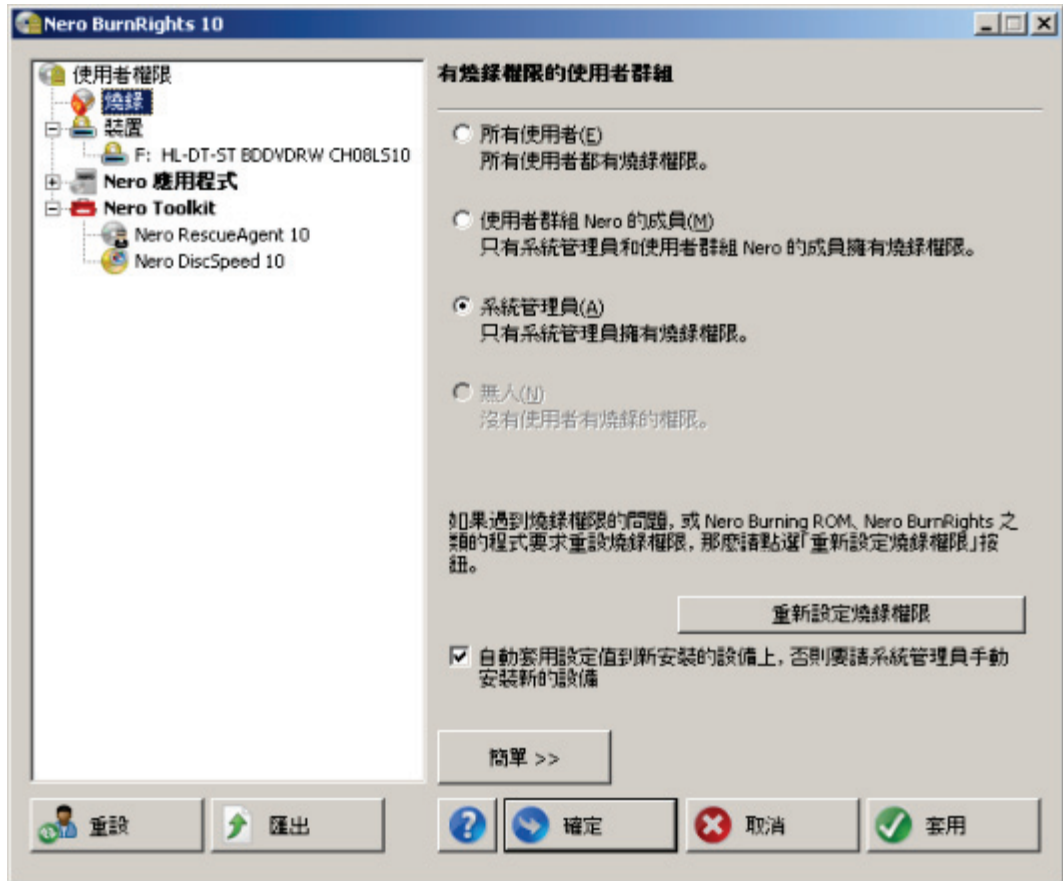 Nero BurnRights 10
使用者權限
燒錄
裝置
F: HL-DT-ST BDDVDRW CH08LS10
Nero 應用程式
Nero Toolkit
Nero RescueAgent 10
Nero DiscSpeed 10
有燒錄權限的使用者群組
所有使用者(E)
所有使用者都有燒錄權限。
使用者群組 Nero 的成員(M)
只有系統管理員和使用者群組 Nero 的成員擁有燒錄權限。
系統管理員(A)
只有系統管理員擁有燒錄權限。
無人(N)
沒有使用者有燒錄的權限。
如果遇到燒錄權限的問題，或 Nero Burning ROM、Nero BurnRights 之
類的程式要求重設燒錄權限，那麼請點選「重新設定燒錄權限」按
鈕。
重新設定燒錄權限
自動套用設定值到新安裝的設備上，否則要請系統管理員手動
安裝新的設備
簡單 >>
重設
匯出
確定
取消
套用